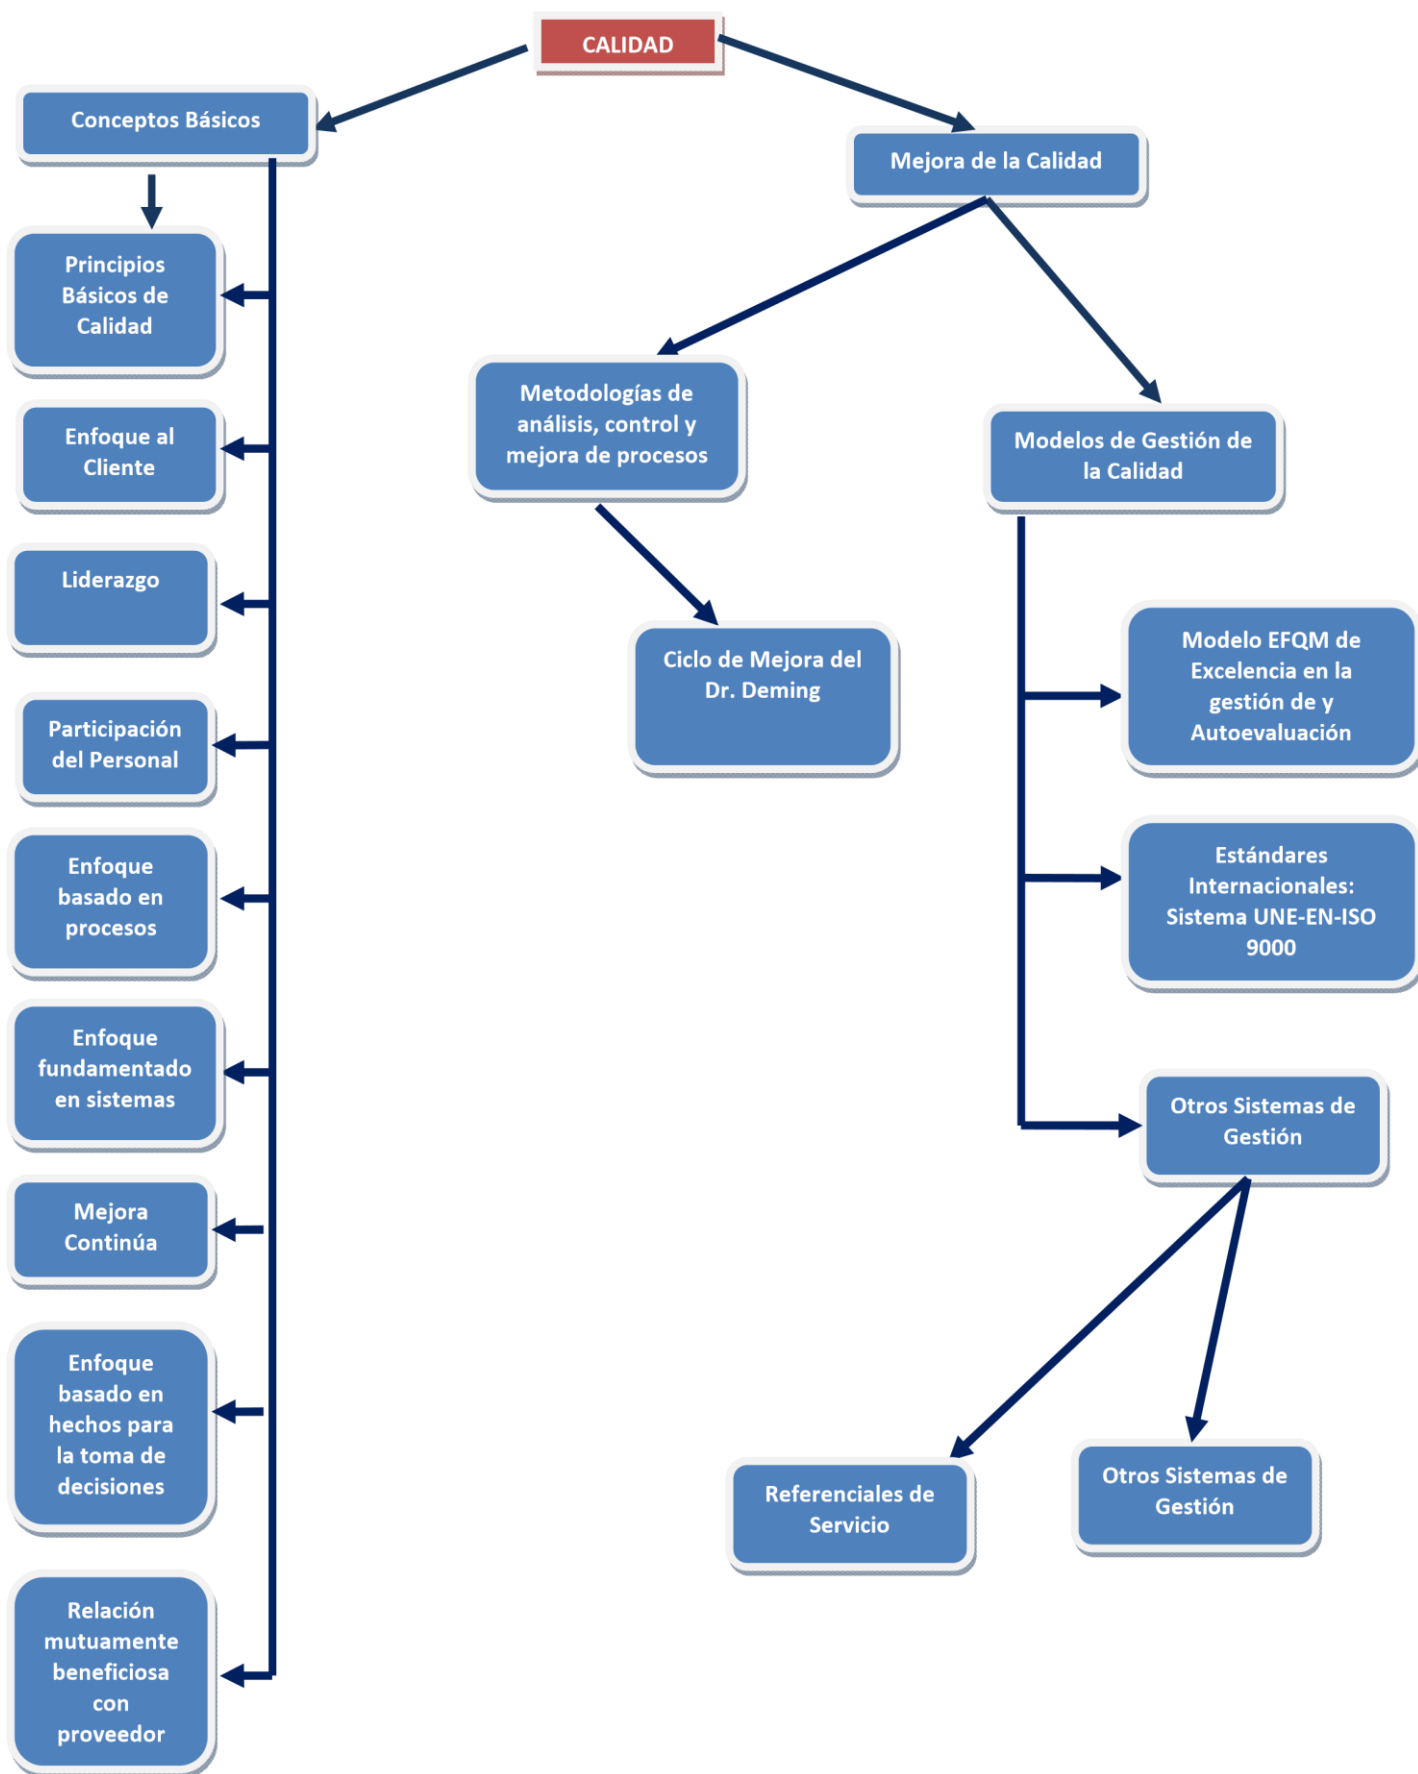 CALIDAD
Conceptos Básicos
Mejora de la Calidad
Principios
Básicos de
Calidad
Enfoque al
Cliente
Liderazgo
Participación
del Personal
Enfoque
basado en
procesos
Enfoque
fundamentado
en sistemas
Mejora
Continúa
Enfoque
basado en
hechos para
la toma de
decisiones
Relación
mutuamente
beneficiosa
con
proveedor
Metodologías de
análisis, control y
mejora de procesos
Ciclo de Mejora del
Dr. Deming
Modelos de Gestión de
la Calidad
Modelo EFQM de
Excelencia en la
gestión de y
Autoevaluación
Estándares
Internacionales:
Sistema UNE-EN-ISO
9000
Otros Sistemas de
Gestión
Referenciales de
Servicio
Otros Sistemas de
Gestión